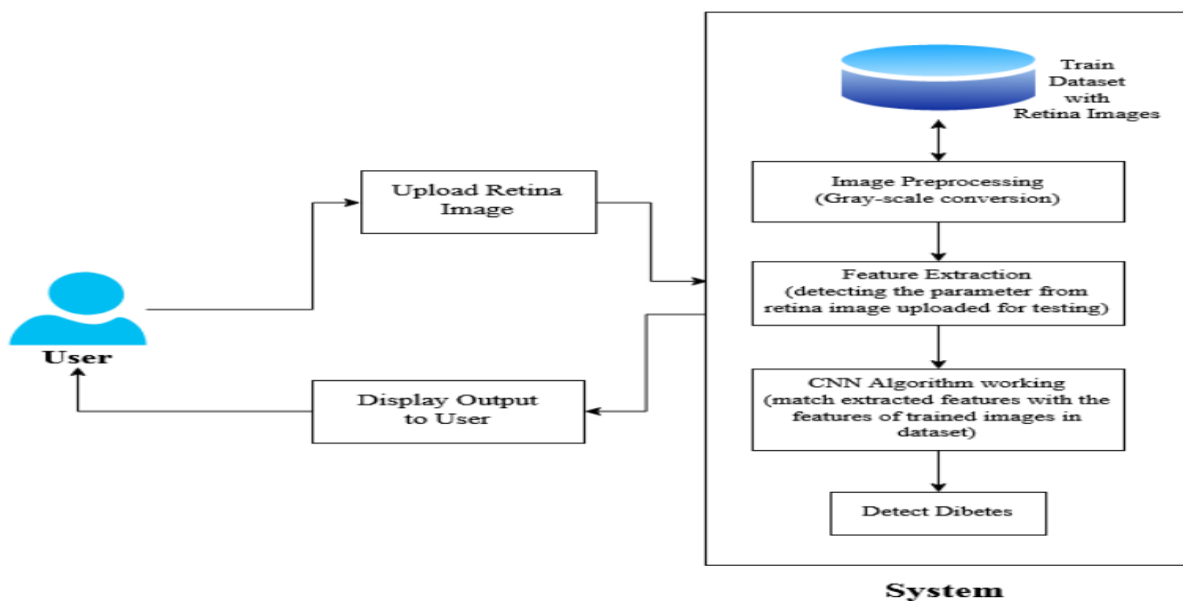 Train
Dataset
with
Retina Images
Image Preprocessing
(Gray-scale conversion)
Upload Retina
Image
Feature Extraction
(detecting the parameter from
retina image uploaded for testing)
User
CNN Algorithm working
(match extracted features with the
features of trained images in
dataset)
Display Output
to User
Detect Dibetes
System